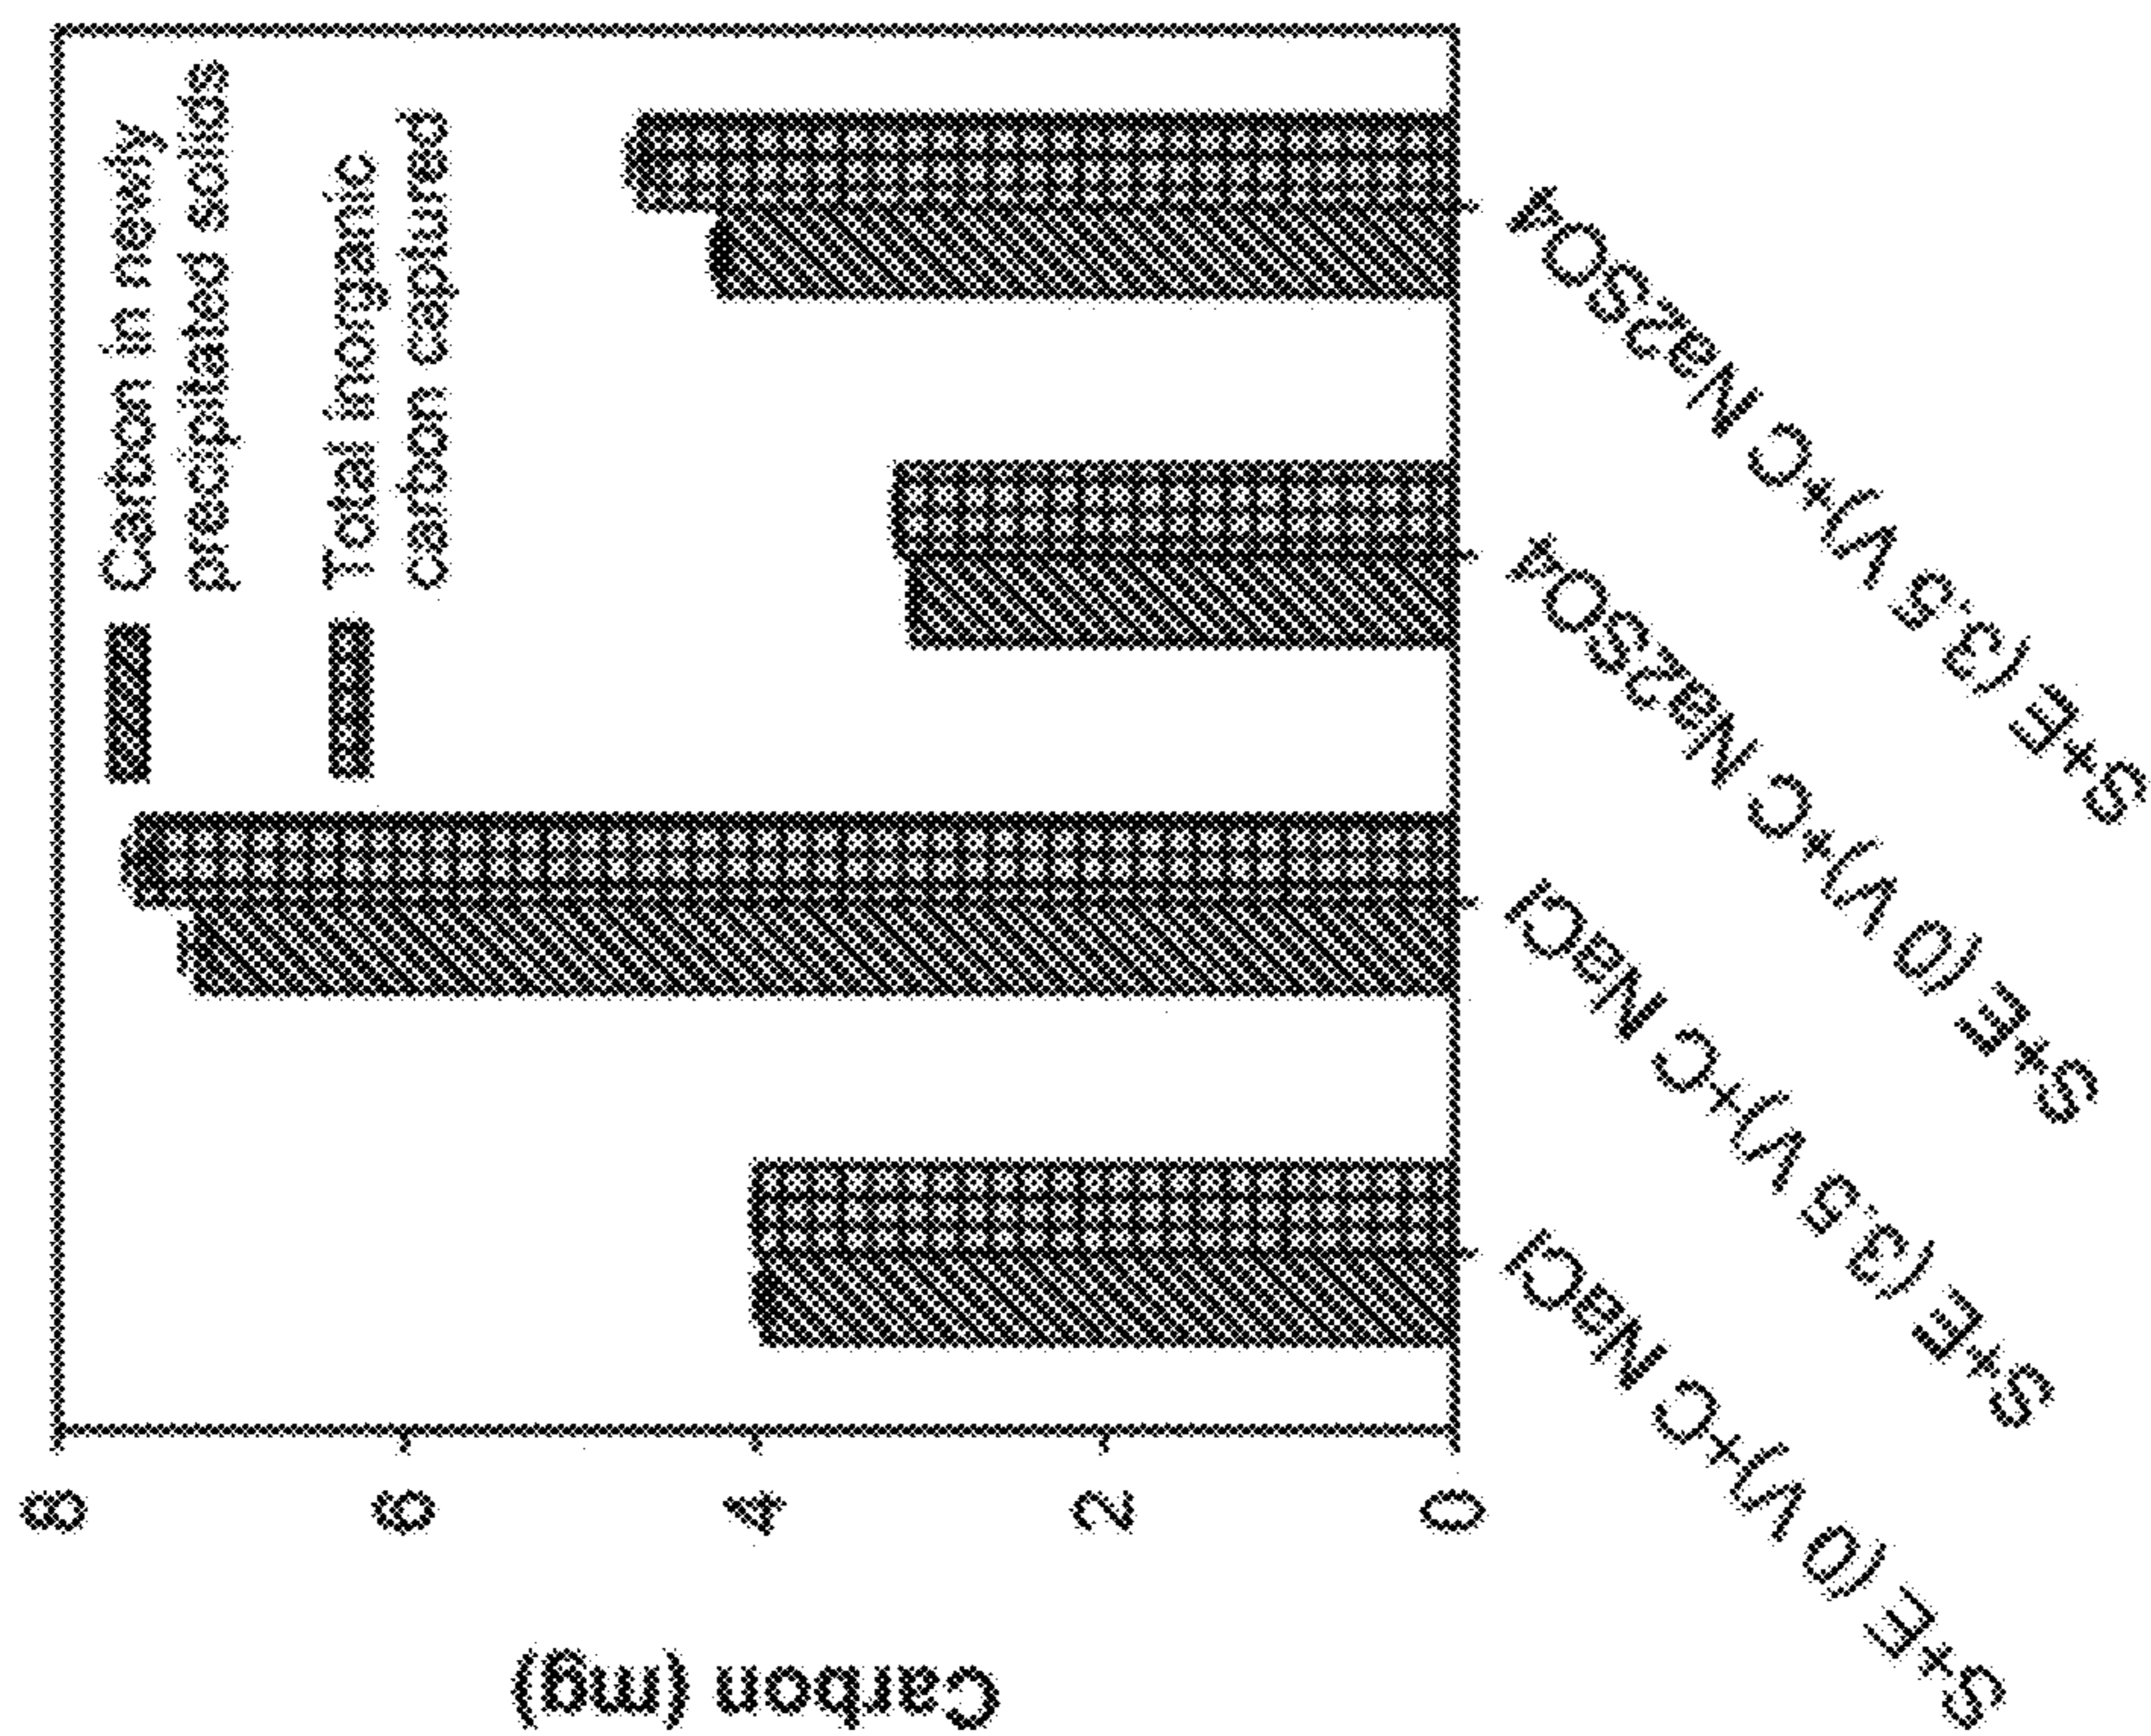 Carbon (mg)
8
6
4
2
0
Carbon in newly
precipitated solids
Total inorganic
carbon captured
S+E (0 V)+C NaCl
S+E (3.5 V)+C NaCl
S+E (0 V)+C Na2SO4
S+E (3.5 V)+C Na2SO4